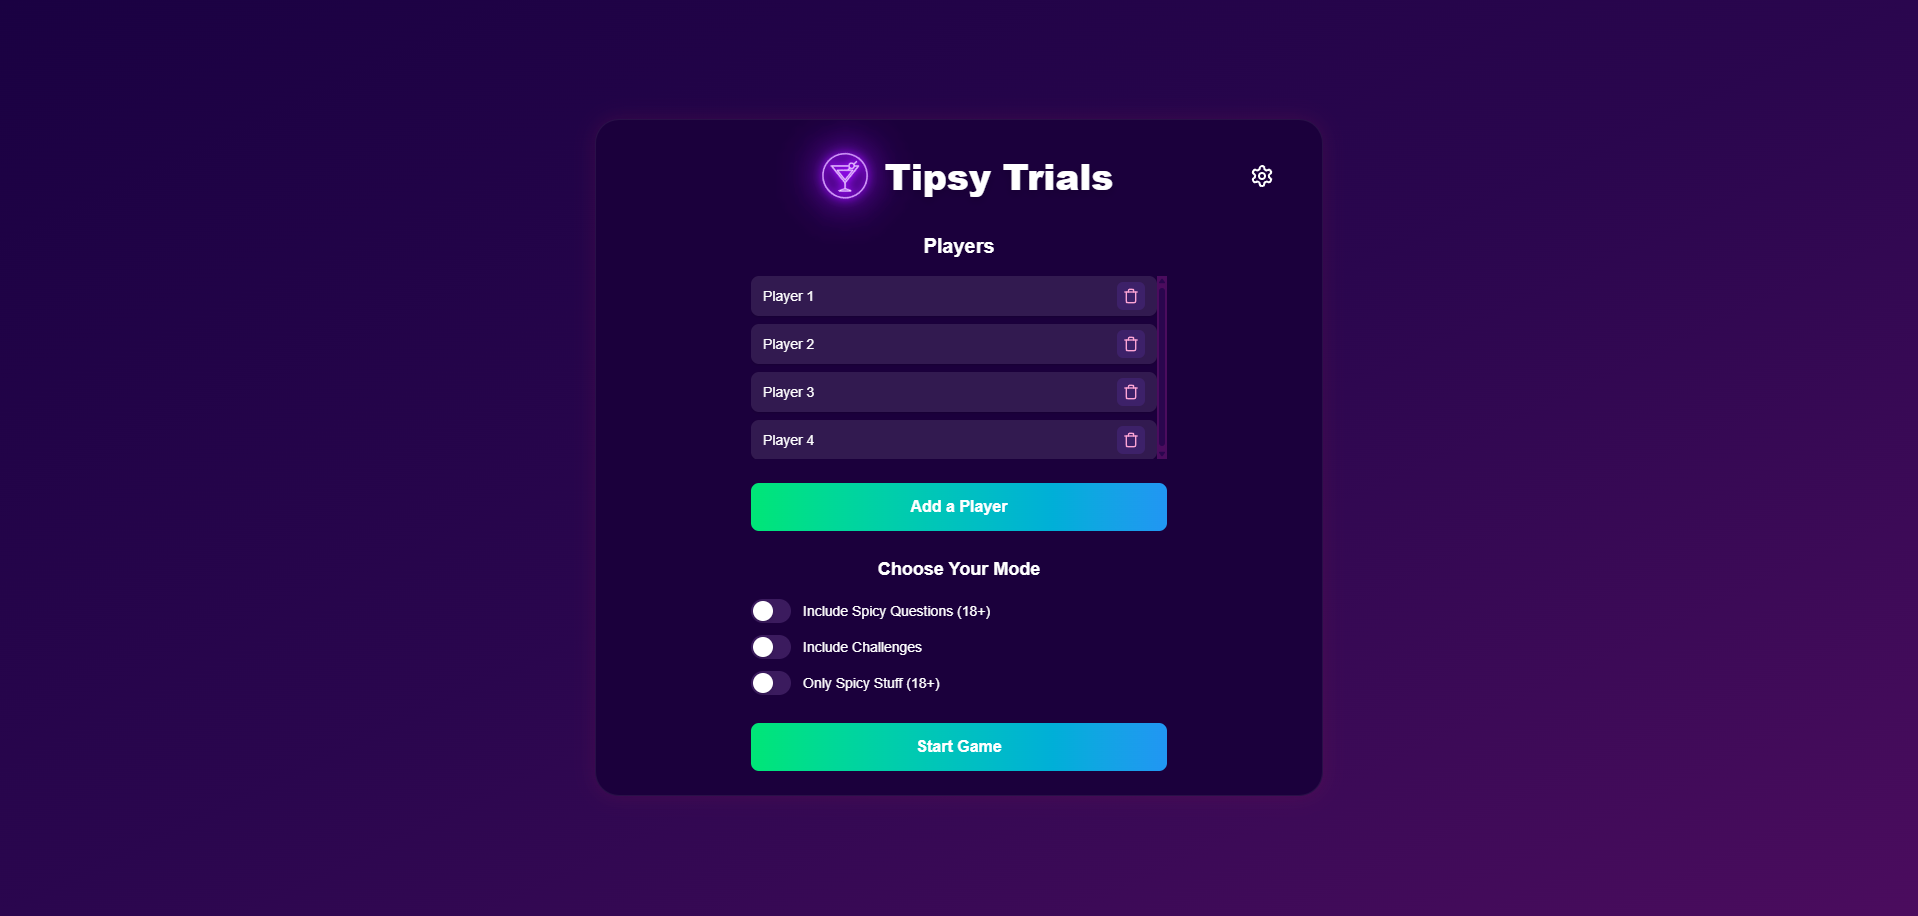 Tipsy Trials
Players
Player 1
Player 2
Player 3
Player 4
Add a Player
Choose Your Mode
Include Spicy Questions (18+)
Include Challenges
Only Spicy Stuff (18+)
Start Game